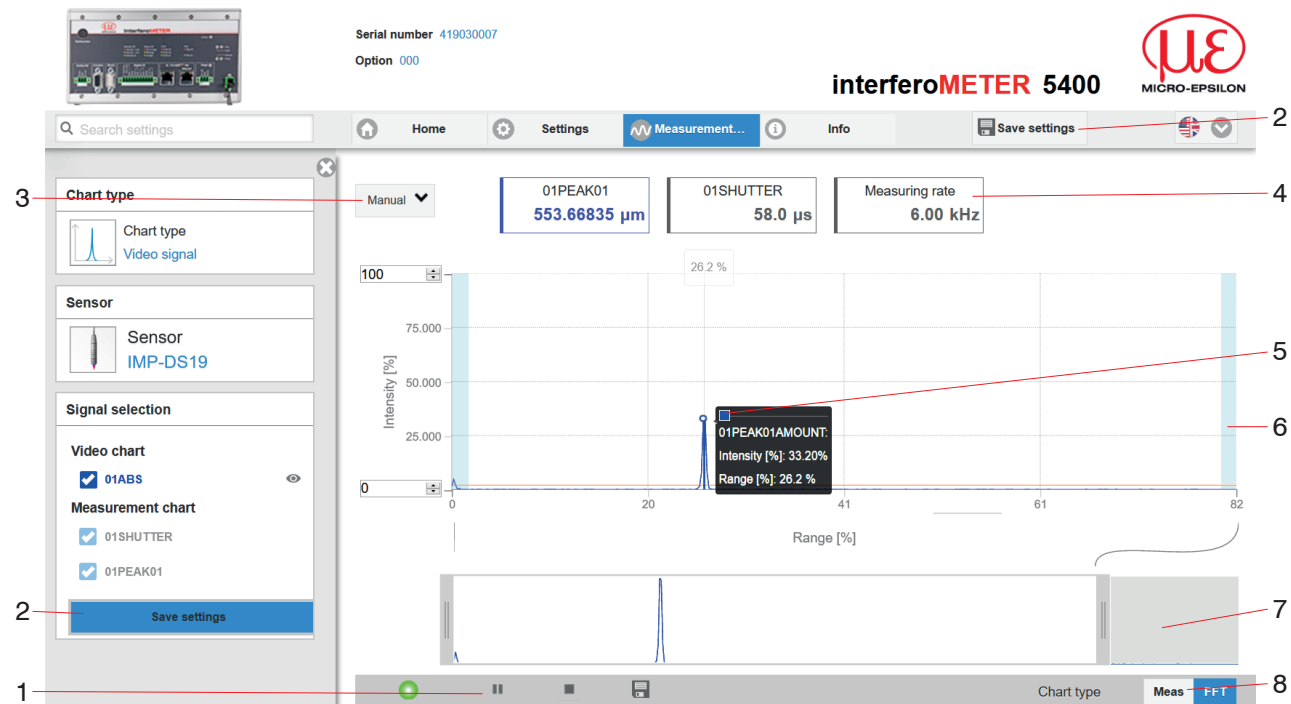 interferoMETER
Serial number 419030007
Option 000
interferoMETER 5400
με
MICRO-EPSILON
Search settings
Home
Settings
Measurement...
Info
Save settings
2
Chart type
Chart type
Video signal
Sensor
Sensor
IMP-DS19
Signal selection
Video chart
01ABS
Measurement chart
01SHUTTER
01PEAK01
2
Save settings
3
Manual
01PEAK01
553.66835 µm
01SHUTTER
58.0 µs
Measuring rate
6.00 kHz
4
26.2 %
100
75.000
50.000
25.000
0
Intensity [%]
01PEAK01AMOUNT:
Intensity [%]: 33.20%
Range [%]: 26.2 %
5
6
0
20
41
61
82
Range [%]
7
1
Chart type
Meas
FFT
8